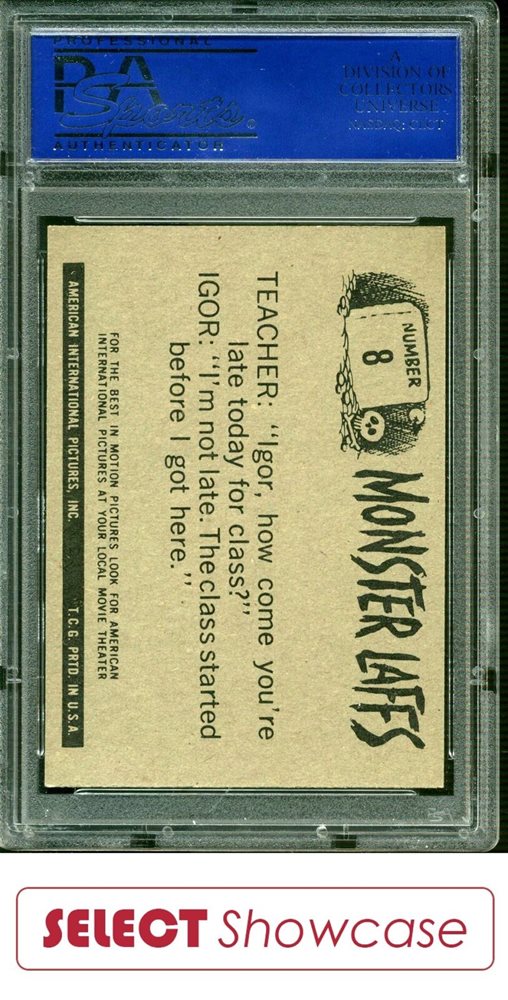 PROFESSIONAL
PSA
Sports
AUTHENTICATOR
A
DIVISION OF
COLLECTORS
UNIVERSE
NASDAQ: CLCT
NUMBER
8
MONSTER LAFFS
TEACHER: "Igor, how come you're
late today for class?"
IGOR: "I'm not late. The class started
before I got here."
FOR THE BEST IN MOTION PICTURES LOOK FOR AMERICAN
INTERNATIONAL PICTURES AT YOUR LOCAL MOVIE THEATER
AMERICAN INTERNATIONAL PICTURES, INC. T.C.G. PRTD. IN U.S.A.
SELECT Showcase